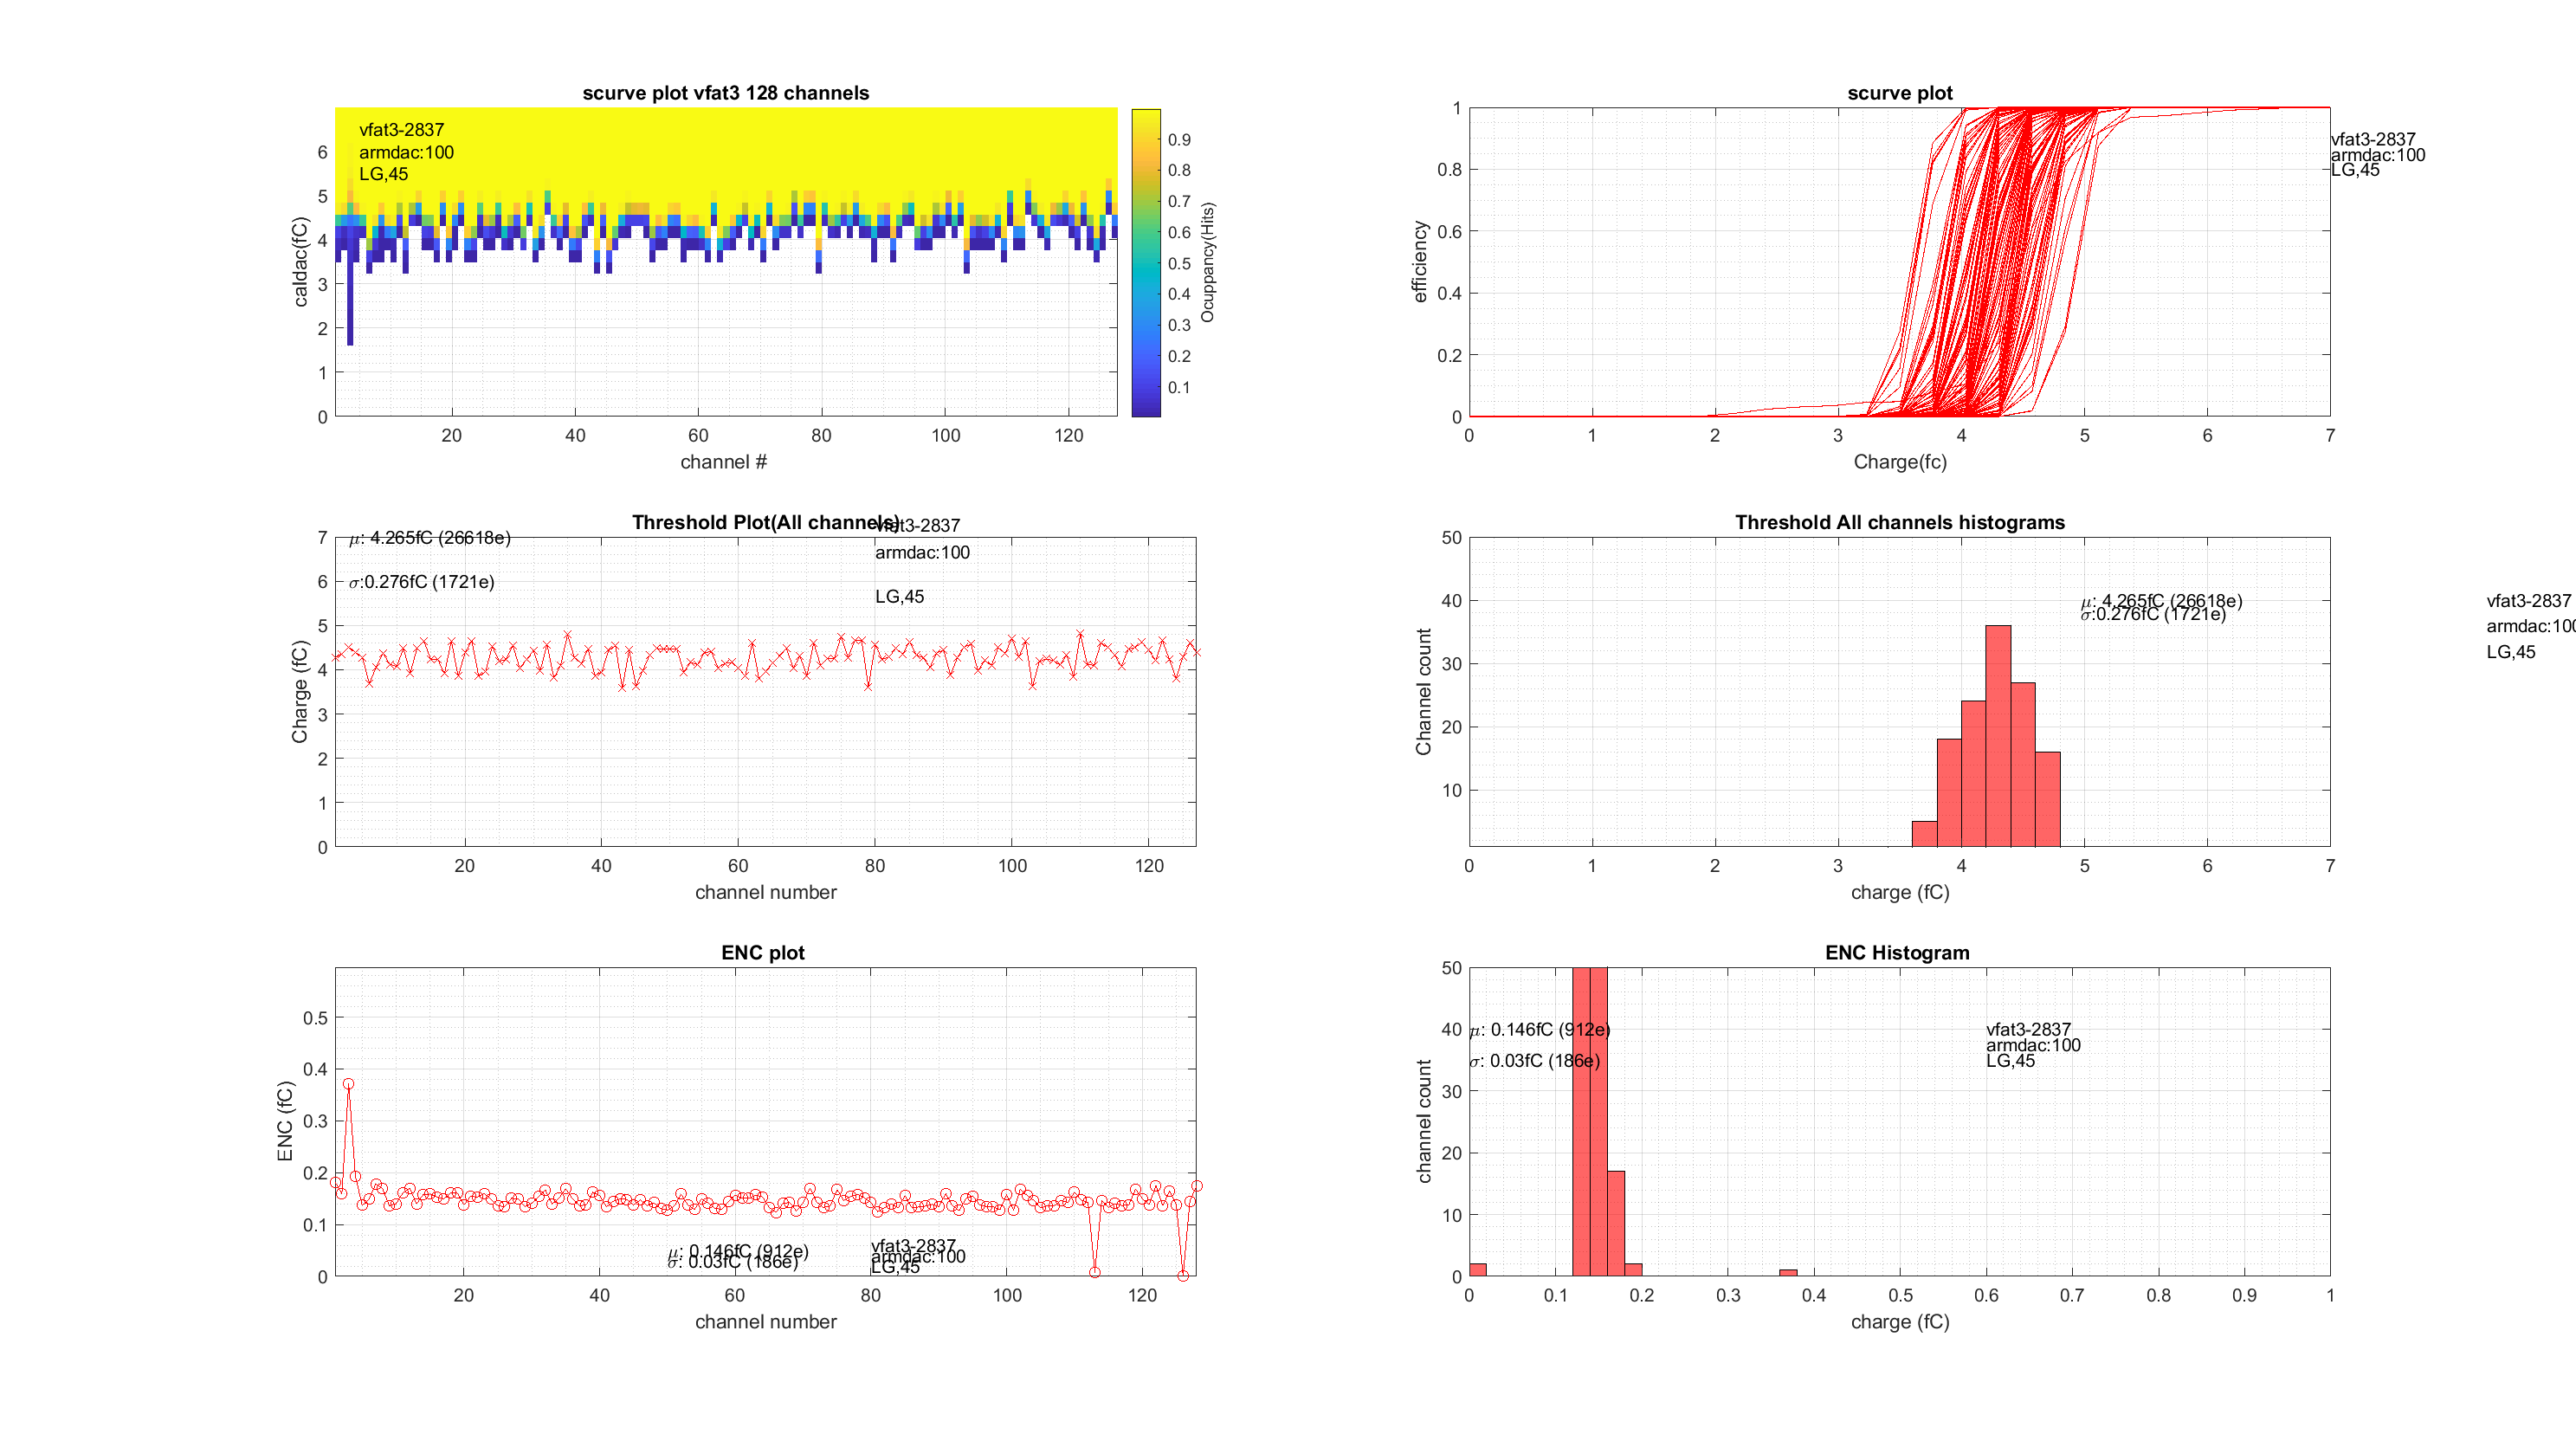 scurve plot vfat3 128 channels
vfat3-2837
armdac:100
LG,45
caldac(fC)
6
5
4
3
2
1
0
20 40 60 80 100 120
channel #
0.9
0.8
0.7
0.6
0.5
0.4
0.3
0.2
0.1
Ocuppancy(Hits)
scurve plot
efficiency
1
0.8
0.6
0.4
0.2
0
0 1 2 3 4 5 6 7
Charge(fc)
vfat3-2837
armdac:100
LG,45
Threshold Plot(All channels)
μ: 4.265fC (26618e)
σ:0.276fC (1721e)
vfat3-2837
armdac:100
LG,45
Charge (fC)
7
6
5
4
3
2
1
0
20 40 60 80 100 120
channel number
Threshold All channels histograms
μ: 4.265fC (26618e)
σ:0.276fC (1721e)
vfat3-2837
armdac:100
LG,45
Channel count
50
40
30
20
10
0 1 2 3 4 5 6 7
charge (fC)
ENC plot
ENC (fC)
0.5
0.4
0.3
0.2
0.1
0
μ: 0.146fC (912e)
σ: 0.03fC (186e)
vfat3-2837
armdac:100
LG,45
20 40 60 80 100 120
channel number
ENC Histogram
μ: 0.146fC (912e)
σ: 0.03fC (186e)
vfat3-2837
armdac:100
LG,45
channel count
50
40
30
20
10
0
0 0.1 0.2 0.3 0.4 0.5 0.6 0.7 0.8 0.9 1
charge (fC)